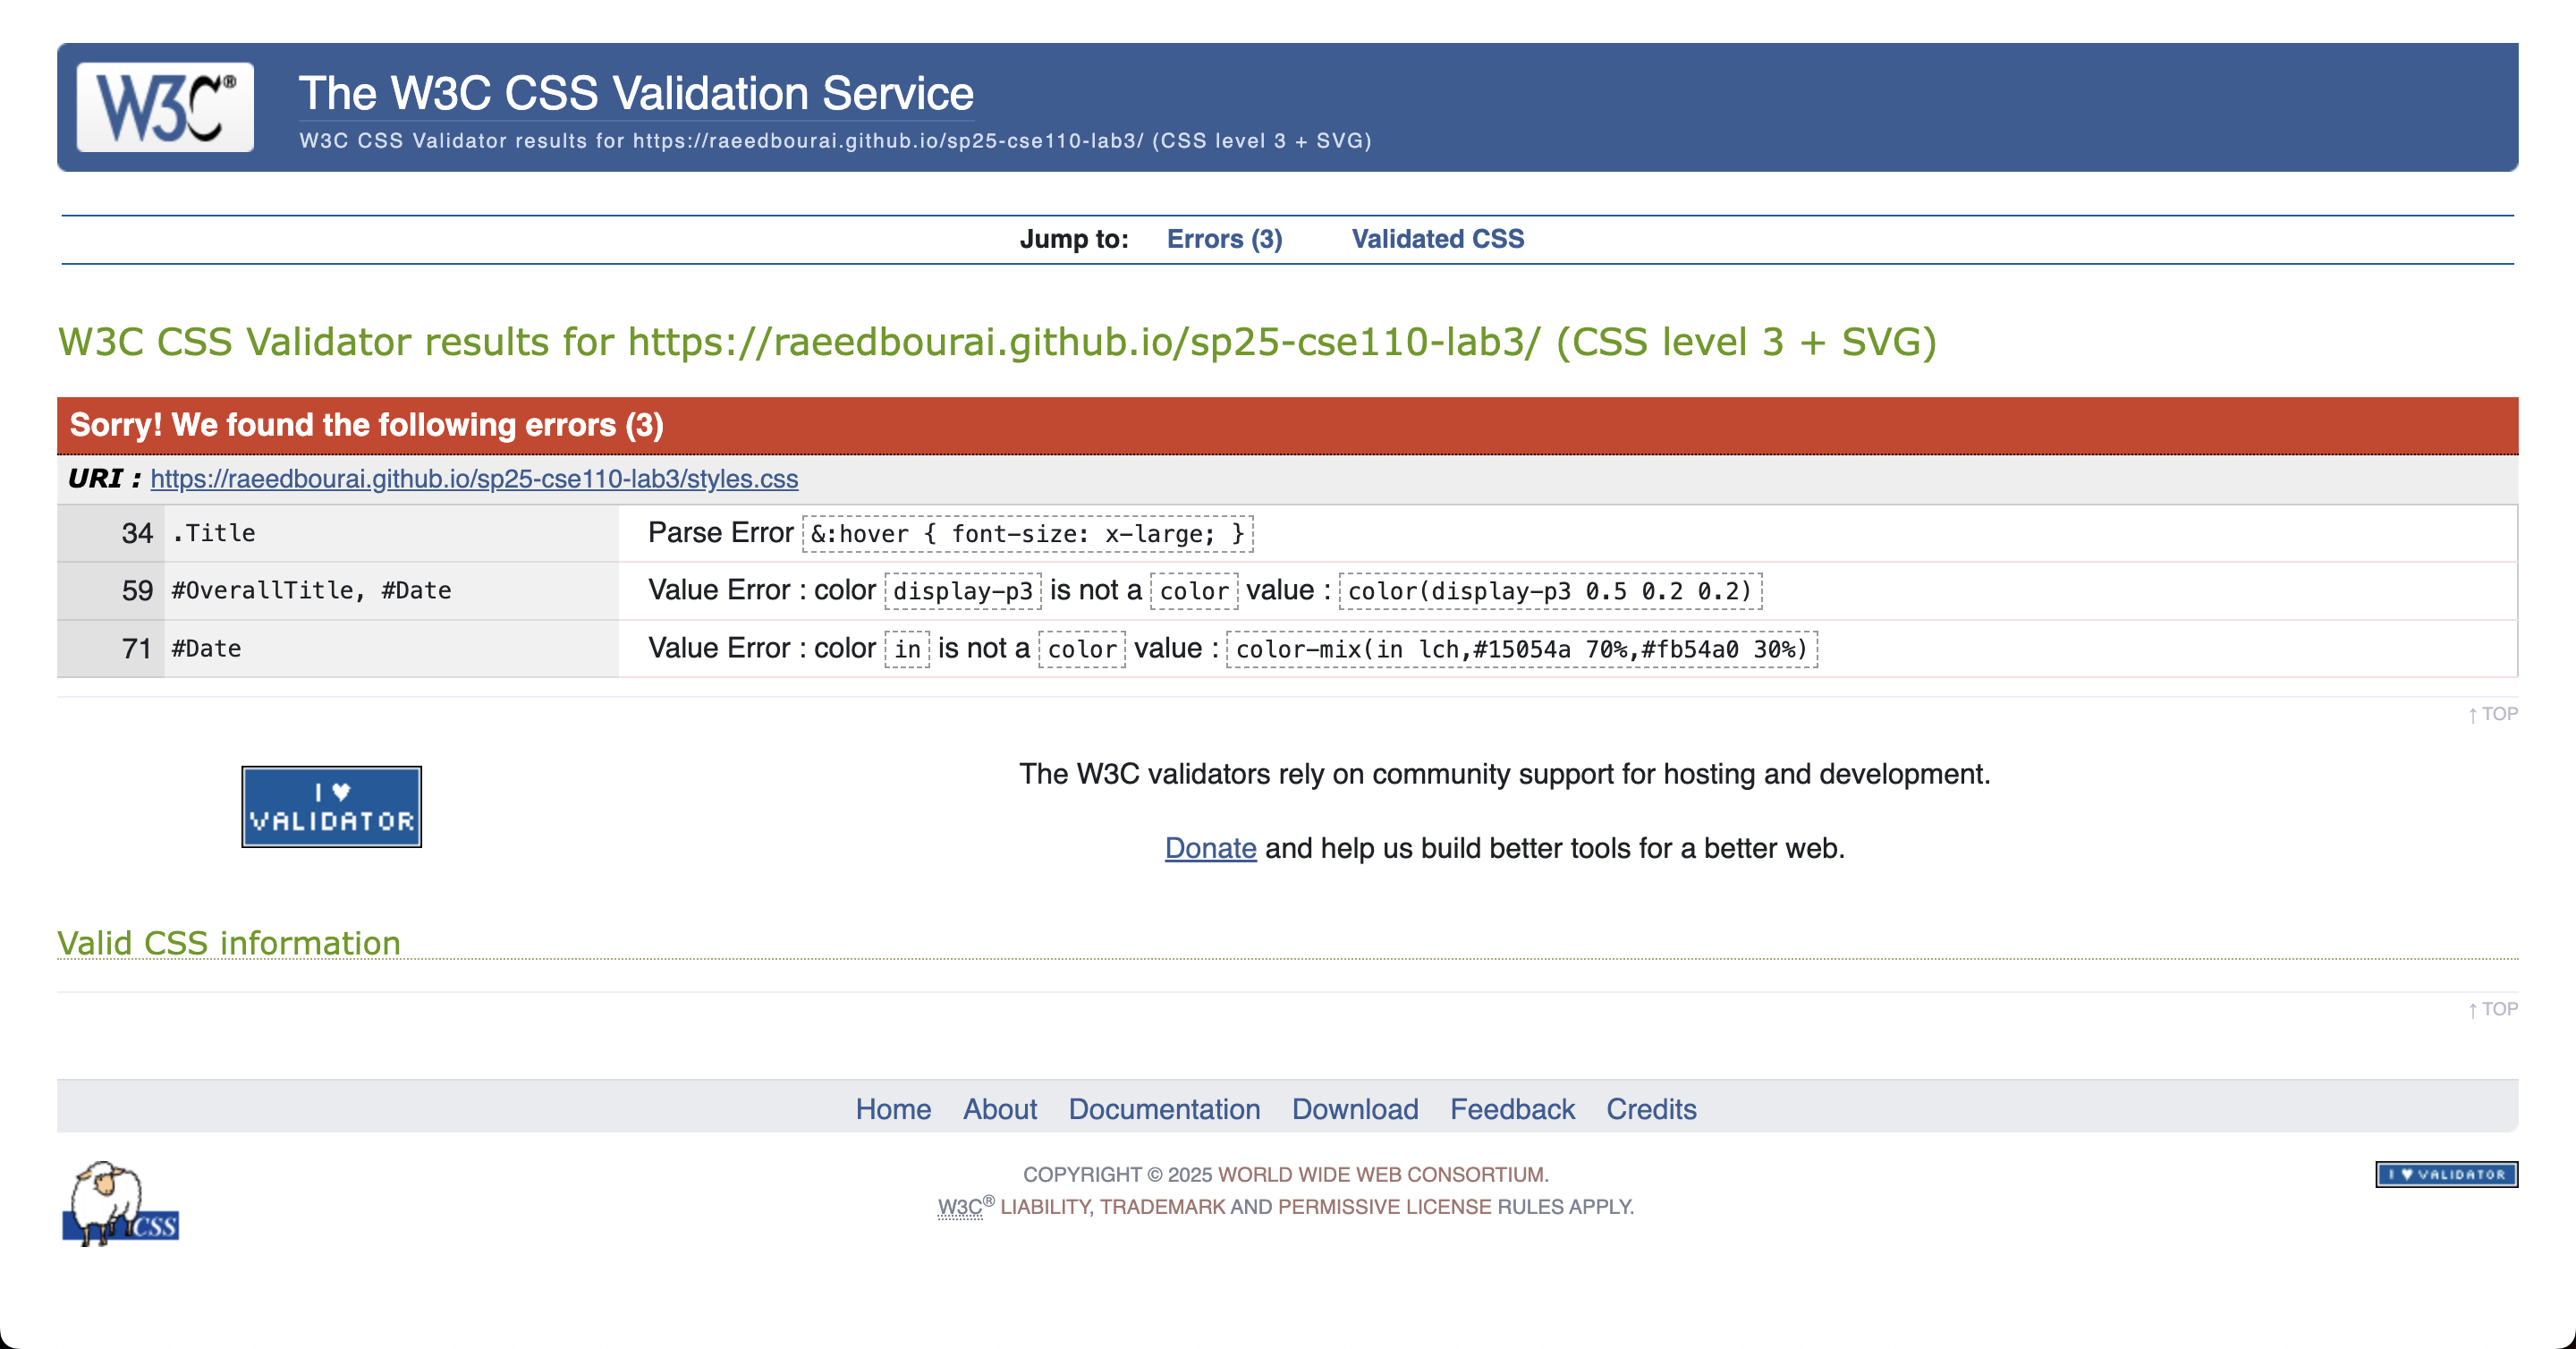 W3C®
The W3C CSS Validation Service
W3C CSS Validator results for https://raeedbourai.github.io/sp25-cse110-lab3/ (CSS level 3 + SVG)
Jump to: Errors (3) Validated CSS
W3C CSS Validator results for https://raeedbourai.github.io/sp25-cse110-lab3/ (CSS level 3 + SVG)
Sorry! We found the following errors (3)
URI : https://raeedbourai.github.io/sp25-cse110-lab3/styles.css
34 .Title Parse Error &:hover { font-size: x-large; }
59 #OverallTitle, #Date Value Error : color display-p3 is not a color value : color(display-p3 0.5 0.2 0.2)
71 #Date Value Error : color in is not a color value : color-mix(in lch,#15054a 70%,#fb54a0 30%)
↑ TOP
I ♥
VALIDATOR
The W3C validators rely on community support for hosting and development.
Donate and help us build better tools for a better web.
Valid CSS information
↑ TOP
Home About Documentation Download Feedback Credits
CSS
COPYRIGHT © 2025 WORLD WIDE WEB CONSORTIUM.
W3C® LIABILITY, TRADEMARK AND PERMISSIVE LICENSE RULES APPLY.
I ♥ VALIDATOR